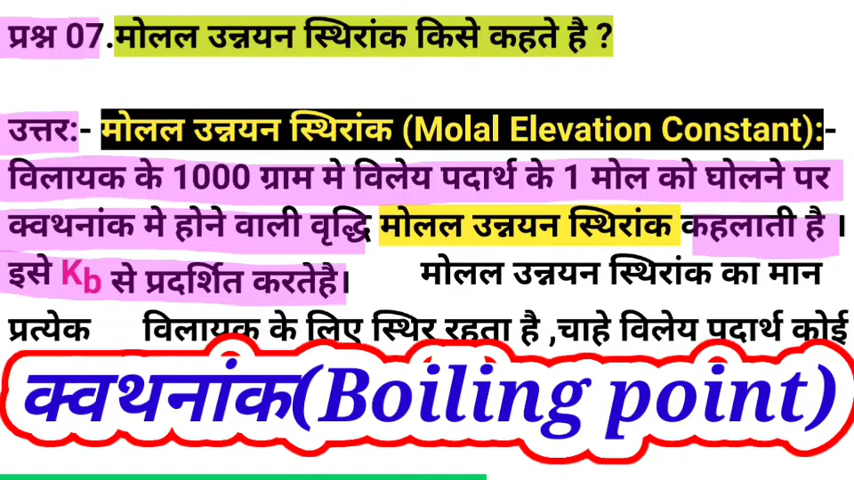 प्रश्न 07.मोलल उन्नयन स्थिरांक किसे कहते है ?
उत्तर:- मोलल उन्नयन स्थिरांक (Molal Elevation Constant):-
विलायक के 1000 ग्राम मे विलेय पदार्थ के 1 मोल को घोलने पर
क्वथनांक मे होने वाली वृद्धि मोलल उन्नयन स्थिरांक कहलाती है ।
इसे Kb से प्रदर्शित करतेहै। मोलल उन्नयन स्थिरांक का मान
प्रत्येक विलायक के लिए स्थिर रहता है ,चाहे विलेय पदार्थ कोई
क्वथनांक(Boiling point)